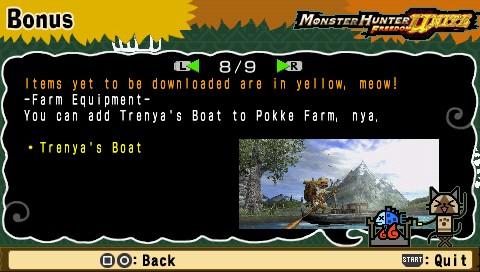 Bonus
MONSTER HUNTER
FREEDOM UNITE
L 8/9 R
Items yet to be downloaded are in yellow, meow!
-Farm Equipment-
You can add Trenya's Boat to Pokke Farm, nya.
•Trenya's Boat
: Back
START: Quit